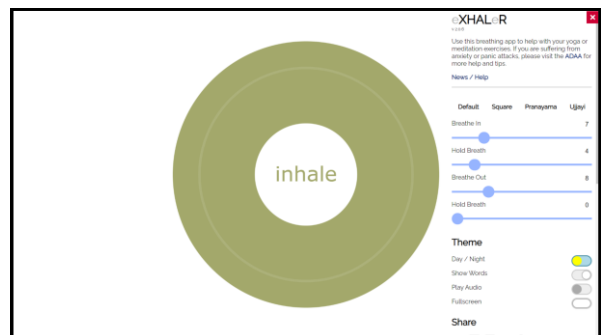 eXHALeR
Use this breathing app to help with your yoga or
meditation exercises. If you are suffering from
anxiety or panic attacks, please visit the ADAA for
more help and tips.
News / Help
Default Square Pranayama Ujjayi
Breathe In 7
Hold Breath 4
Breathe Out 8
Hold Breath 0
inhale
Theme
Day / Night
Show Words
Play Audio
Fullscreen
Share